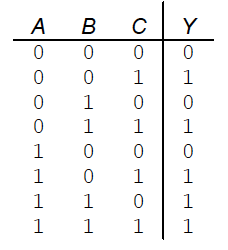 A B C Y
0 0 0 0
0 0 1 1
0 1 0 0
0 1 1 1
1 0 0 0
1 0 1 1
1 1 0 1
1 1 1 1